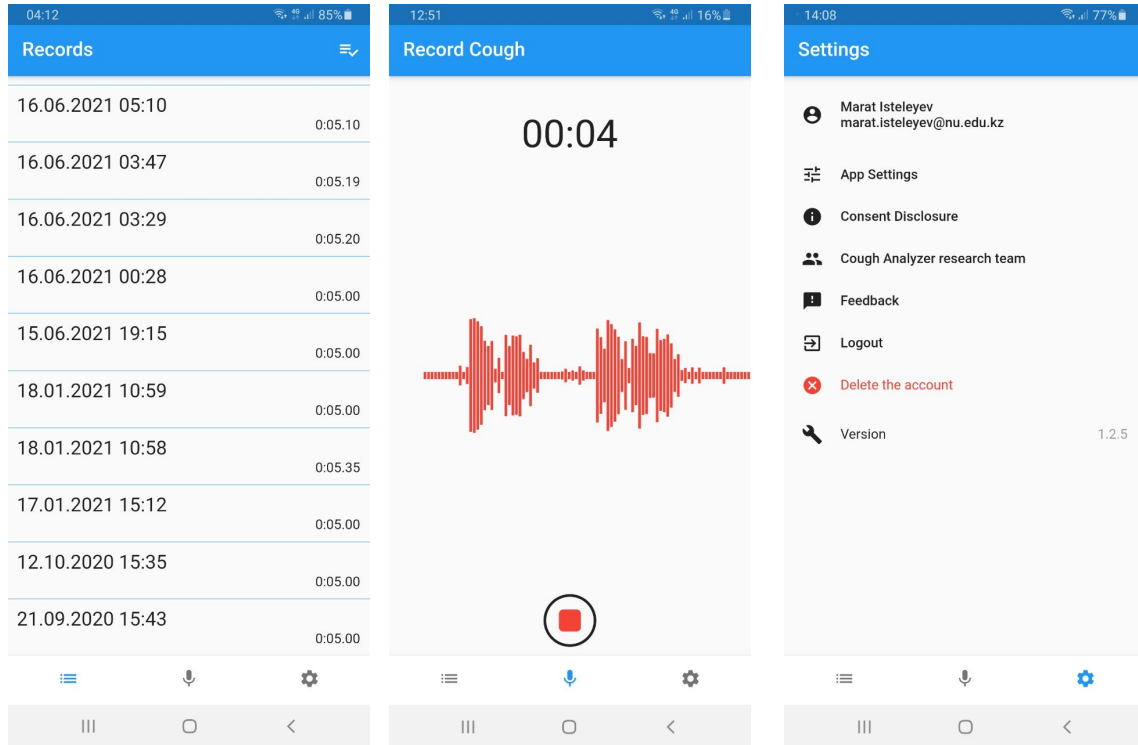 04:12
4G
85%
Records
16.06.2021 05:10
0:05.10
16.06.2021 03:47
0:05.19
16.06.2021 03:29
0:05.20
16.06.2021 00:28
0:05.00
15.06.2021 19:15
0:05.00
18.01.2021 10:59
0:05.00
18.01.2021 10:58
0:05.35
17.01.2021 15:12
0:05.00
12.10.2020 15:35
0:05.00
21.09.2020 15:43
0:05.00
12:51
4G
16%
Record Cough
00:04
14:08
77%
Settings
Marat Isteleyev
marat.isteleyev@nu.edu.kz
App Settings
Consent Disclosure
Cough Analyzer research team
Feedback
Logout
Delete the account
Version 1.2.5